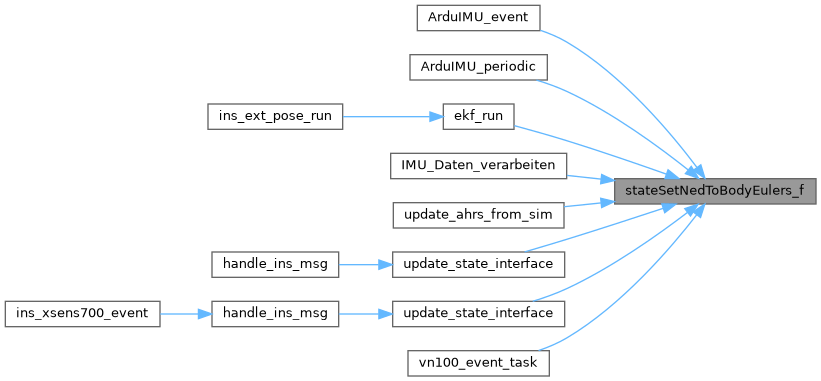 ArduIMU_event
ArduIMU_periodic
ins_ext_pose_run
ekf_run
IMU_Daten_verarbeiten
stateSetNedToBodyEulers_f
update_ahrs_from_sim
handle_ins_msg
update_state_interface
ins_xsens700_event
handle_ins_msg
update_state_interface
vn100_event_task